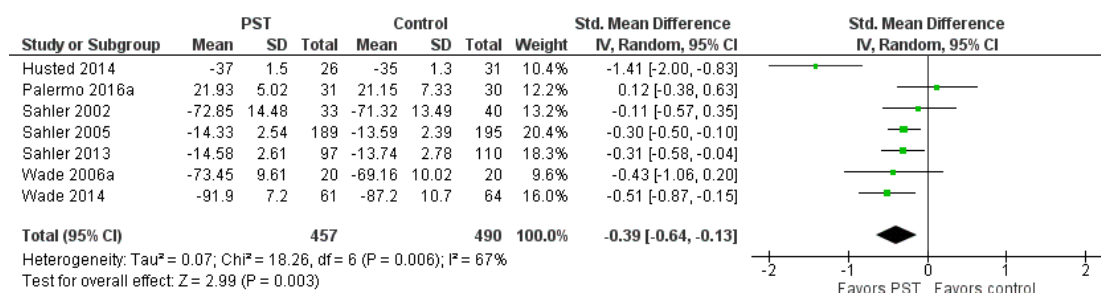 PST Control Std. Mean Difference Std. Mean Difference
Study or Subgroup Mean SD Total Mean SD Total Weight IV, Random, 95% CI IV, Random, 95% CI
Husted 2014 -37 1.5 26 -35 1.3 31 10.4% -1.41 [-2.00, -0.83]
Palermo 2016a 21.93 5.02 31 21.15 7.33 30 12.2% 0.12 [-0.38, 0.63]
Sahler 2002 -72.85 14.48 33 -71.32 13.49 40 13.2% -0.11 [-0.57, 0.35]
Sahler 2005 -14.33 2.54 189 -13.59 2.39 195 20.4% -0.30 [-0.50, -0.10]
Sahler 2013 -14.58 2.61 97 -13.74 2.78 110 18.3% -0.31 [-0.58, -0.04]
Wade 2006a -73.45 9.61 20 -69.16 10.02 20 9.6% -0.43 [-1.06, 0.20]
Wade 2014 -91.9 7.2 61 -87.2 10.7 64 16.0% -0.51 [-0.87, -0.15]
Total (95% CI) 457 490 100.0% -0.39 [-0.64, -0.13]
Heterogeneity: Tau² = 0.07; Chi² = 18.26, df = 6 (P = 0.006); I² = 67%
Test for overall effect: Z = 2.99 (P = 0.003)
-2 -1 0 1 2
Favors PST Favors control